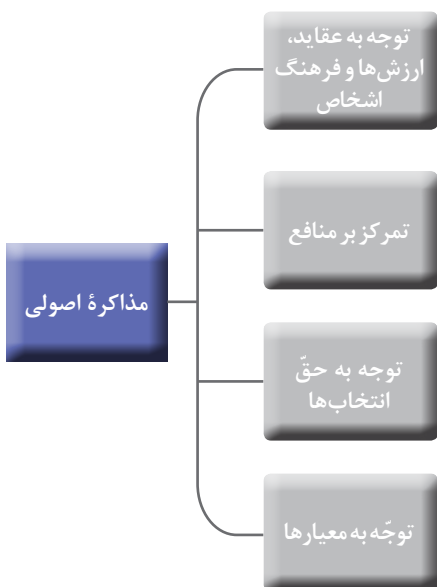 توجه به عقاید،
ارزش‌ها و فرهنگ
اشخاص
تمرکز بر منافع
مذاکرهٔ اصولی
توجه به حقّ
انتخاب‌ها
توجّه به معیارها